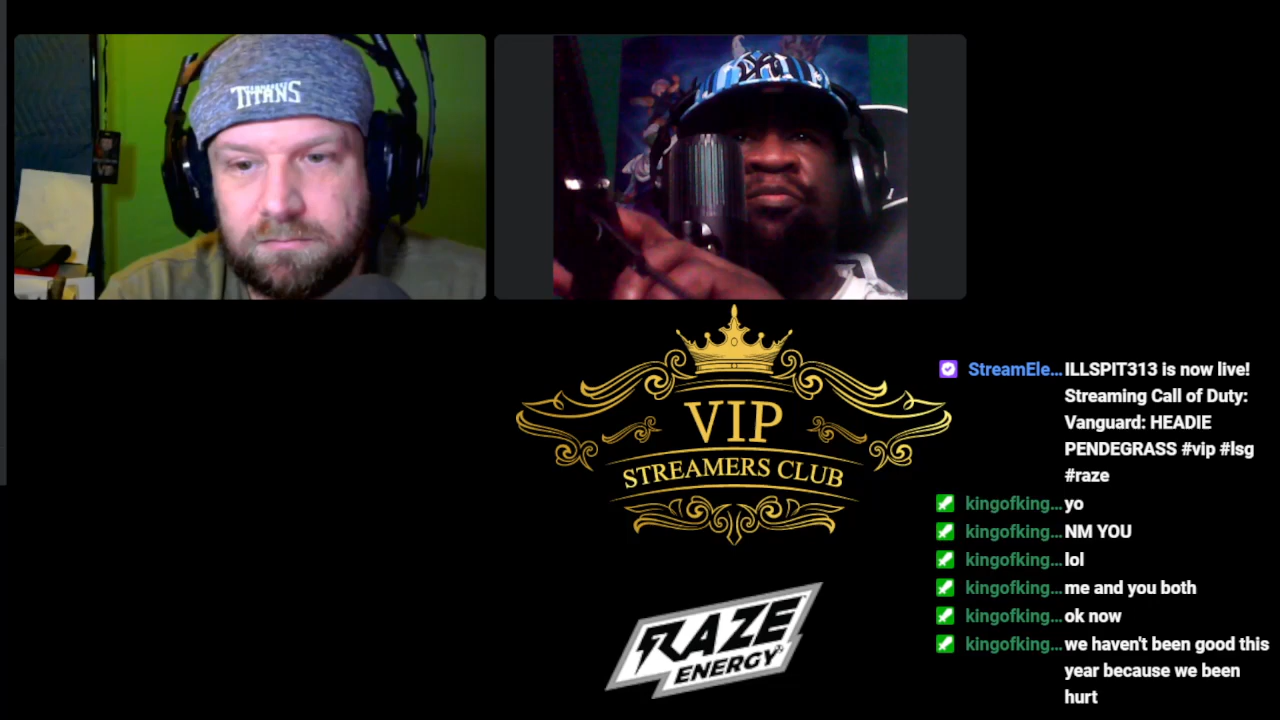 TITANS
VIP
STREAMERS CLUB
RAZE
ENERGY
StreamEle... ILLSPIT313 is now live!
Streaming Call of Duty:
Vanguard: HEADIE
PENDEGRASS #vip #lsg
#raze
kingofking... yo
kingofking... NM YOU
kingofking... lol
kingofking... me and you both
kingofking... ok now
kingofking... we haven't been good this
year because we been
hurt